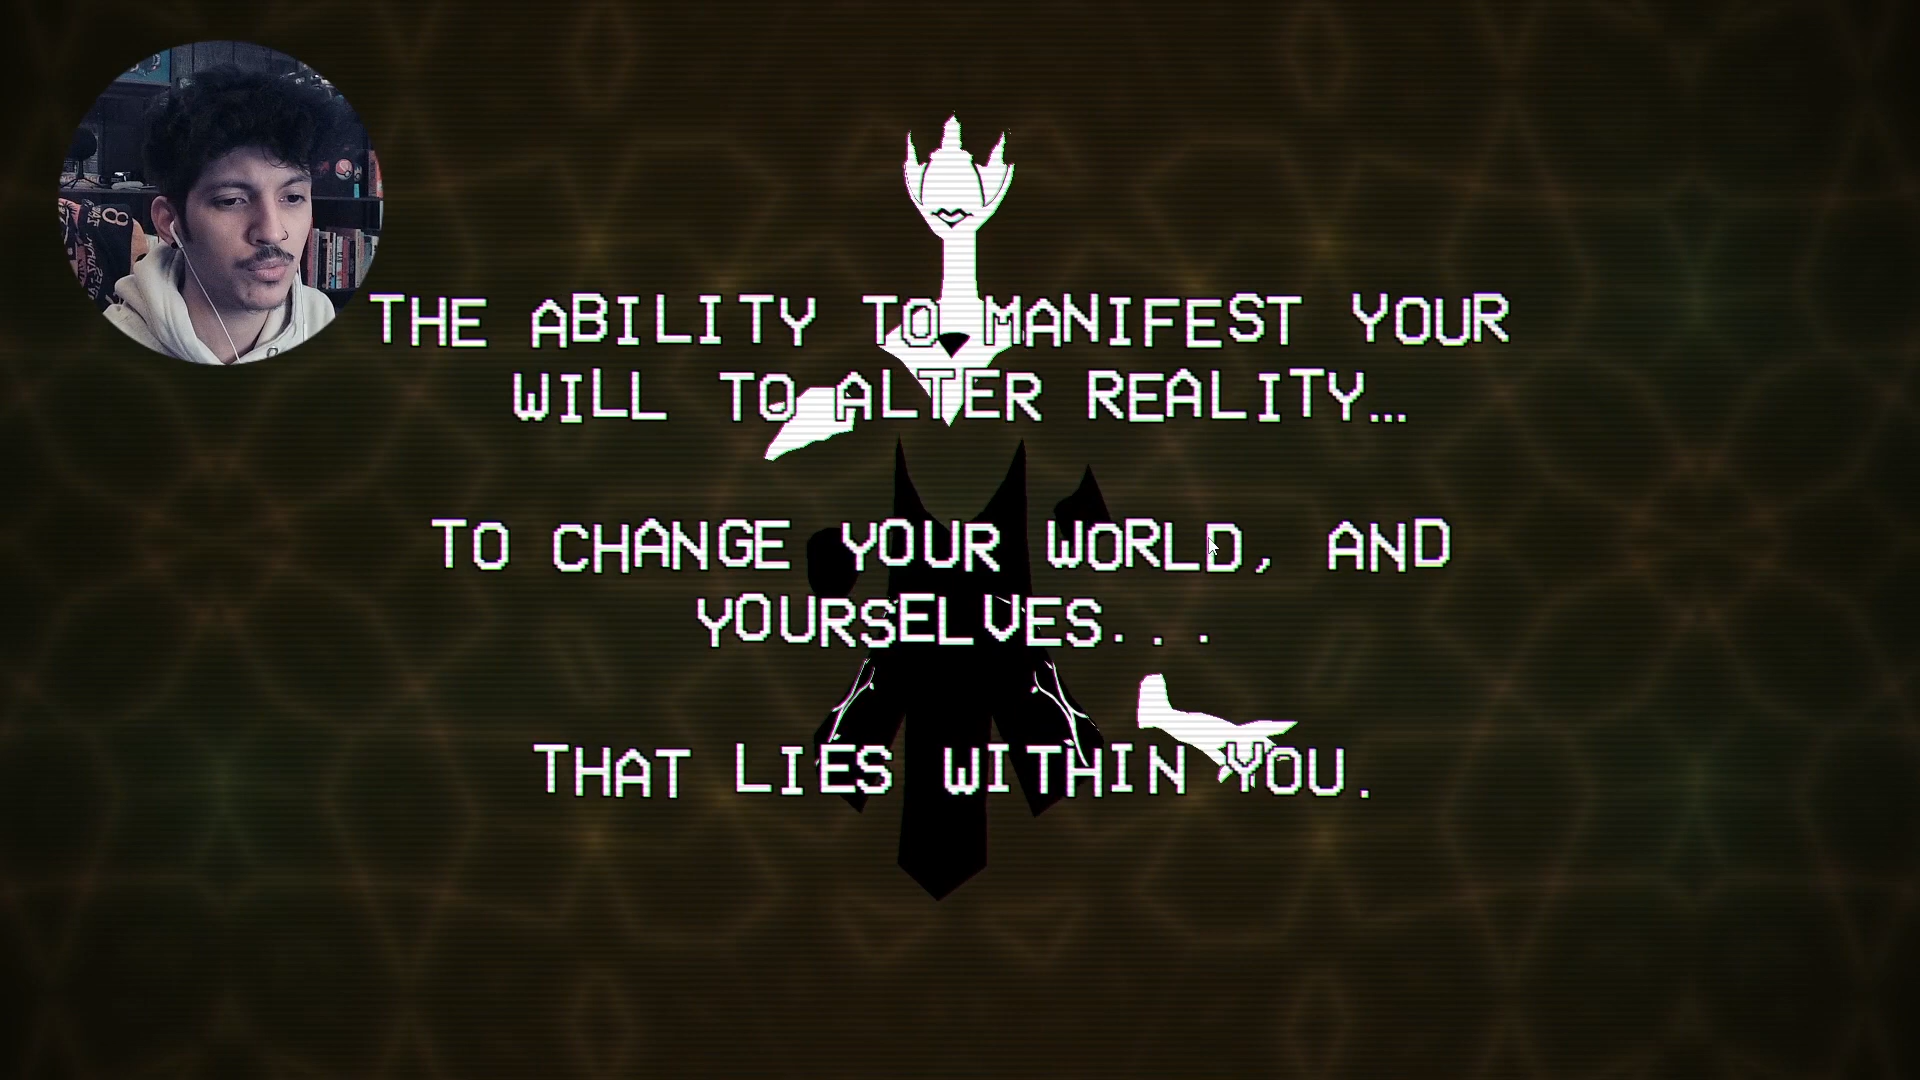 THE ABILITY TO MANIFEST YOUR
WILL TO ALTER REALITY...
TO CHANGE YOUR WORLD, AND
YOURSELVES...
THAT LIES WITHIN YOU.